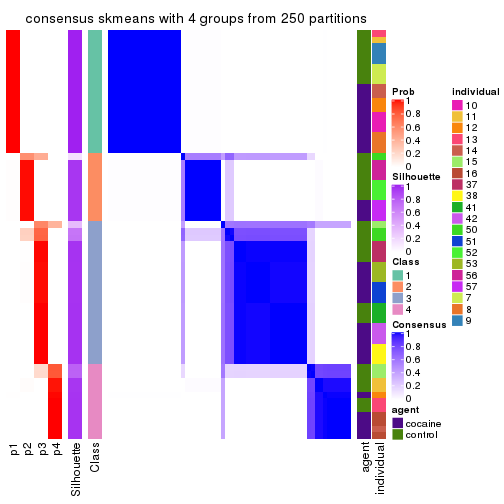 consensus skmeans with 4 groups from 250 partitions
Prob
1
0.8
0.6
0.4
0.2
0
Silhouette
1
0.8
0.6
0.4
0.2
0
Class
1
2
3
4
Consensus
1
0.8
0.6
0.4
0.2
0
agent
cocaine
control
individual
10
11
12
13
14
15
16
37
38
41
42
50
51
52
53
56
57
7
8
9
p1
p2
p3
p4
Silhouette
Class
agent
individual